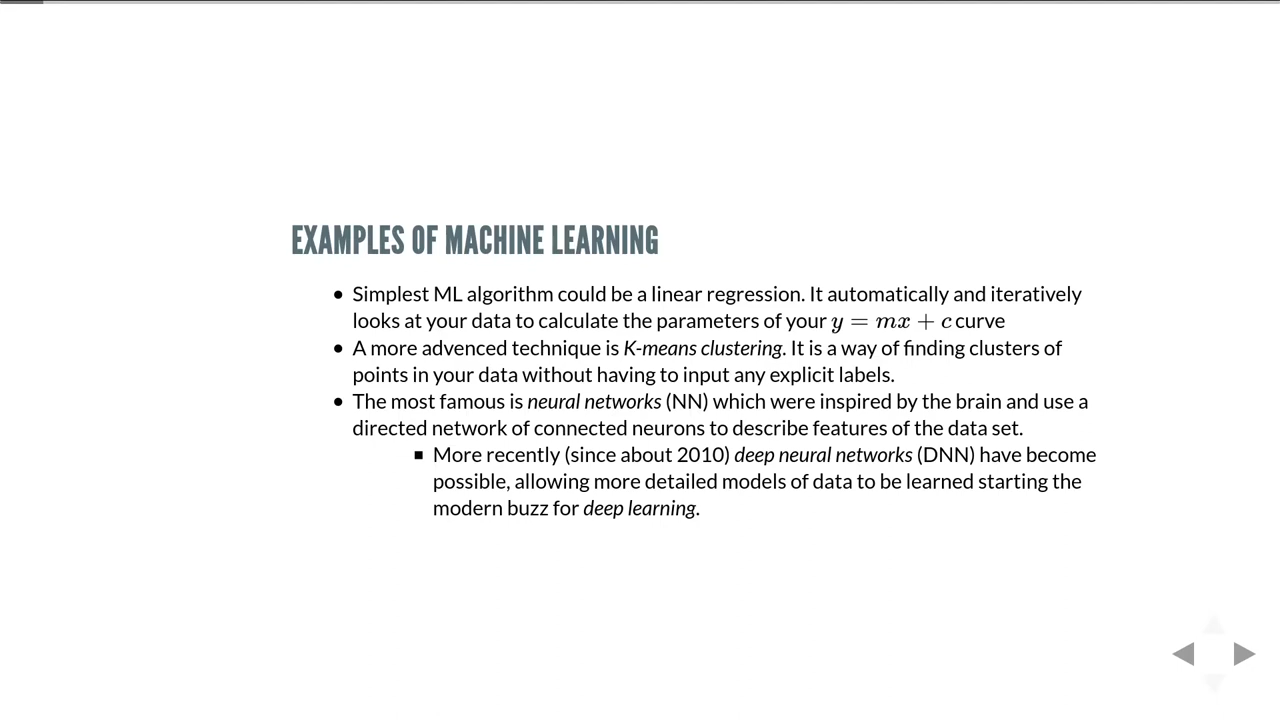 EXAMPLES OF MACHINE LEARNING
• Simplest ML algorithm could be a linear regression. It automatically and iteratively
looks at your data to calculate the parameters of your y = mx + c curve
• A more advenced technique is K-means clustering. It is a way of finding clusters of
points in your data without having to input any explicit labels.
• The most famous is neural networks (NN) which were inspired by the brain and use a
directed network of connected neurons to describe features of the data set.
▪ More recently (since about 2010) deep neural networks (DNN) have become
possible, allowing more detailed models of data to be learned starting the
modern buzz for deep learning.